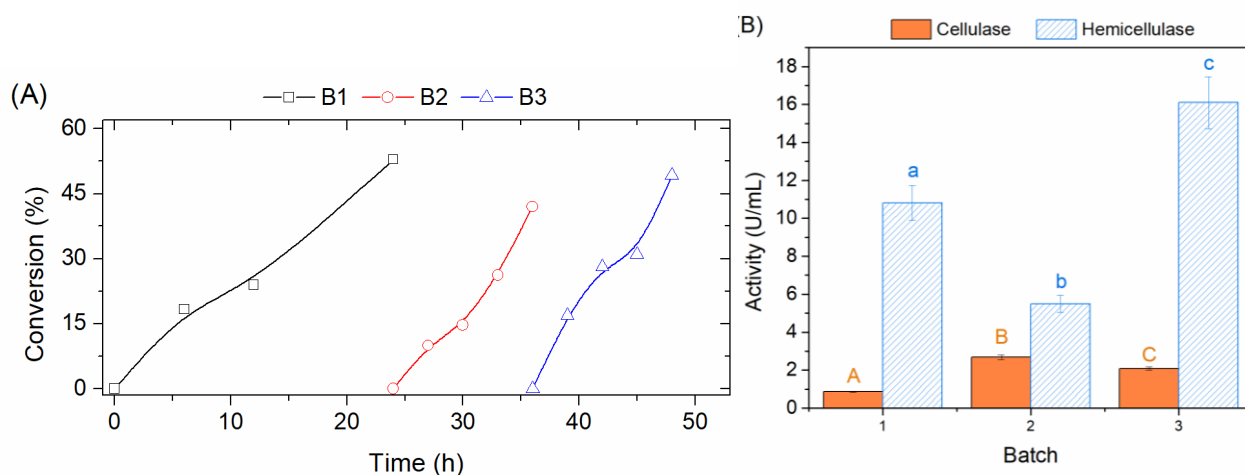 (A)
B1 B2 B3
60
45
30
15
0
Conversion (%)
0 10 20 30 40 50
Time (h)
(B)
Cellulase Hemicellulase
18
16
14
12
10
8
6
4
2
0
Activity (U/mL)
A a
B b
C c
1 2 3
Batch